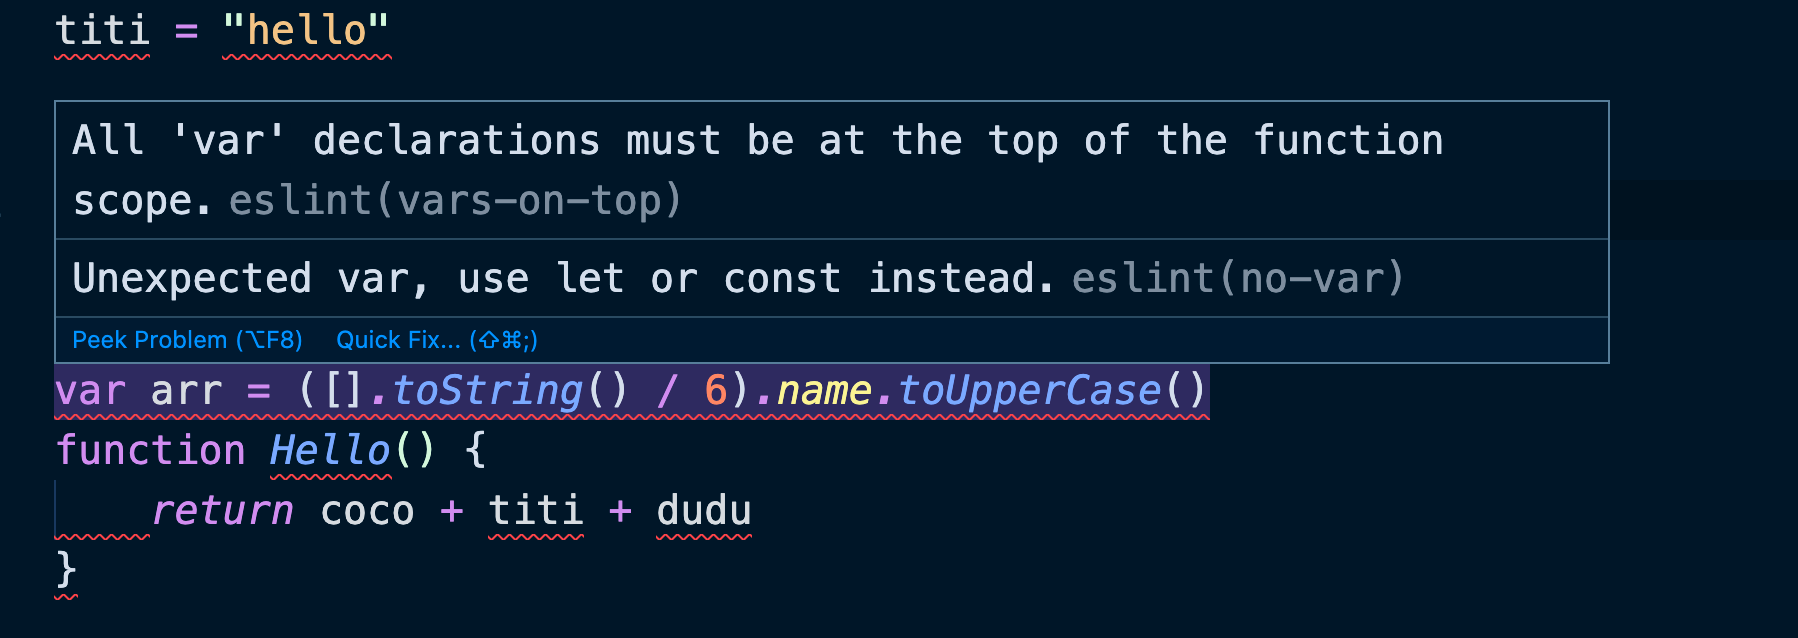 titi = "hello"
All 'var' declarations must be at the top of the function
scope. eslint(vars-on-top)
Unexpected var, use let or const instead. eslint(no-var)
Peek Problem (⌥F8) Quick Fix... (⇧⌘;)
var arr = ([].toString() / 6).name.toUpperCase()
function Hello() {
    return coco + titi + dudu
}